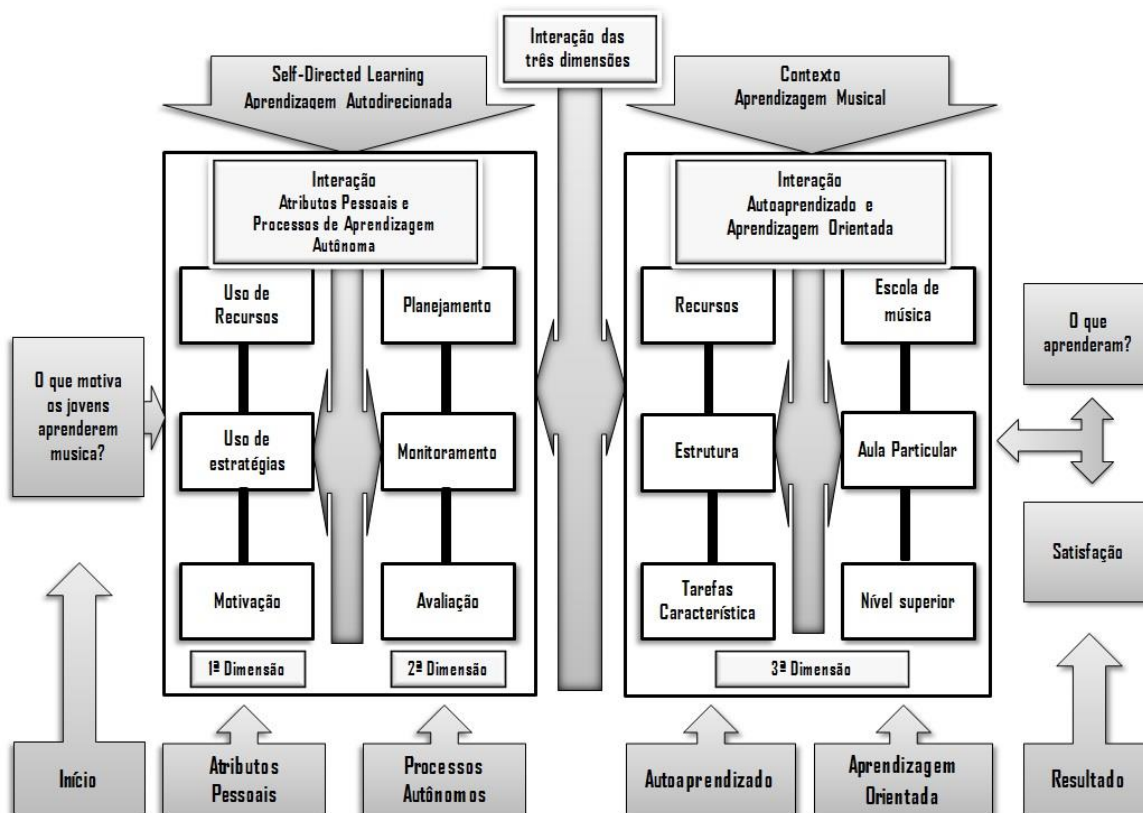 Interação das
três dimensões
Self-Directed Learning
Aprendizagem Autodirecionada
Contexto
Aprendizagem Musical
Interação
Atributos Pessoais e
Processos de Aprendizagem
Autônoma
Uso de
Recursos
Planejamento
Uso de
estratégias
Monitoramento
Motivação
Avaliação
1ª Dimensão
2ª Dimensão
Interação
Autoaprendizado e
Aprendizagem Orientada
Recursos
Escola de
música
Estrutura
Aula Particular
Tarefas
Característica
Nível superior
3ª Dimensão
O que motiva
os jovens
aprenderem
musica?
O que
aprenderam?
Satisfação
Início
Atributos
Pessoais
Processos
Autônomos
Autoaprendizado
Aprendizagem
Orientada
Resultado